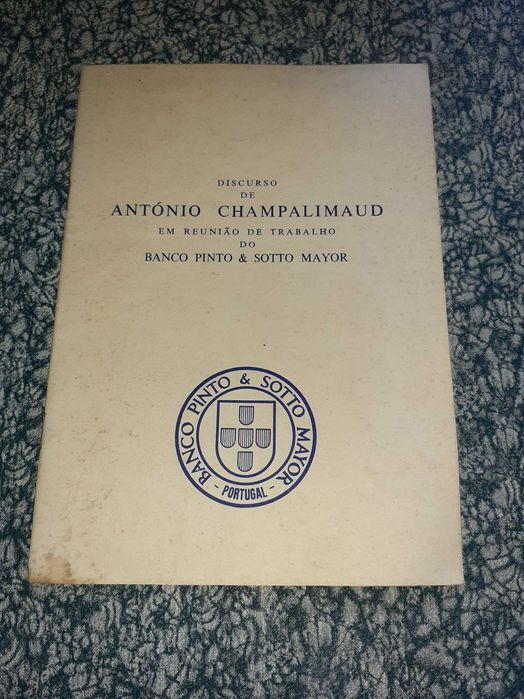 DISCURSO
DE
ANTÓNIO CHAMPALIMAUD
EM REUNIÃO DE TRABALHO
DO
BANCO PINTO & SOTTO MAYOR
BANCO PINTO & SOTTO MAYOR
- PORTUGAL -